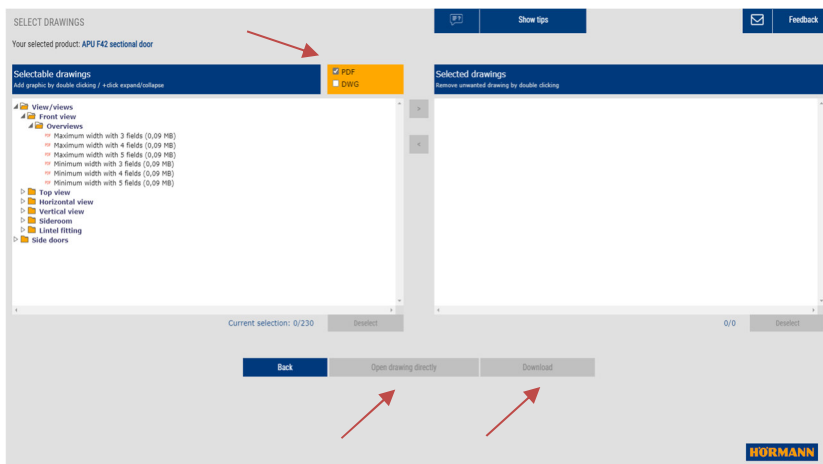 SELECT DRAWINGS
Show tips
Feedback
Your selected product: APU F42 sectional door
Selectable drawings
Add graphic by double clicking / +click expand/collapse
PDF
DWG
Selected drawings
Remove unwanted drawing by double clicking
View/views
Front view
Overviews
Maximum width with 3 fields (0,09 MB)
Maximum width with 4 fields (0,09 MB)
Maximum width with 5 fields (0,09 MB)
Minimum width with 3 fields (0,09 MB)
Minimum width with 4 fields (0,09 MB)
Minimum width with 5 fields (0,09 MB)
Top view
Horizontal view
Vertical view
Sideroom
Lintel fitting
Side doors
Current selection: 0/230
Deselect
0/0
Deselect
Back
Open drawing directly
Download
HÖRMANN